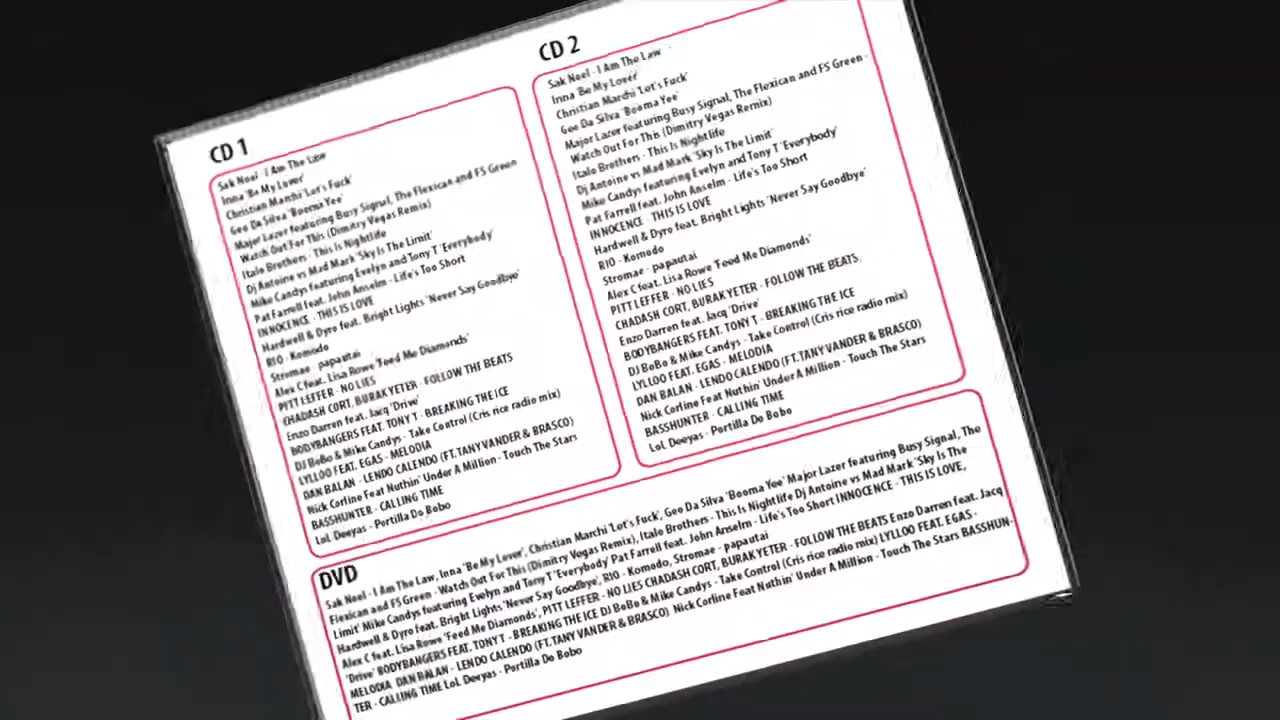 CD 1
Sak Noel - I Am The Law
Inna 'Be My Lover'
Christian Marchi 'Let's Fuck'
Geo Da Silva 'Booma Yee'
Major Lazer featuring Busy Signal, The Flexican and FS Green -
Watch Out For This (Dimitry Vegas Remix)
Italo Brothers - This Is Nightlife
Dj Antoine vs Mad Mark 'Sky Is The Limit'
Mike Candys featuring Evelyn and Tony T 'Everybody'
Pat Farrell feat. John Anselm - Life's Too Short
INNOCENCE - THIS IS LOVE
Hardwell & Dyro feat. Bright Lights 'Never Say Goodbye'
RIO - Komodo
Stromae - papautai
Alex C feat. Lisa Rowe 'Feed Me Diamonds'
PITT LEFFER - NO LIES
CHADASH CORT, BURAK YETER - FOLLOW THE BEATS
Enzo Darren feat. Jacq 'Drive'
BODYBANGERS FEAT. TONY T - BREAKING THE ICE
DJ BoBo & Mike Candys - Take Control (Cris rice radio mix)
LYLLOO FEAT. EGAS - MELODIA
DAN BALAN - LENDO CALENDO (FT. TANY VANDER & BRASCO)
Nick Corline Feat Nuthin' Under A Million - Touch The Stars
BASSHUNTER - CALLING TIME
LoL Deeyas - Portilla Do Bobo
CD 2
Sak Noel - I Am The Law
Inna 'Be My Lover'
Christian Marchi 'Let's Fuck'
Geo Da Silva 'Booma Yee'
Major Lazer featuring Busy Signal, The Flexican and FS Green -
Watch Out For This (Dimitry Vegas Remix)
Italo Brothers - This Is Nightlife
Dj Antoine vs Mad Mark 'Sky Is The Limit'
Mike Candys featuring Evelyn and Tony T 'Everybody'
Pat Farrell feat. John Anselm - Life's Too Short
INNOCENCE - THIS IS LOVE
Hardwell & Dyro feat. Bright Lights 'Never Say Goodbye'
RIO - Komodo
Stromae - papautai
Alex C feat. Lisa Rowe 'Feed Me Diamonds'
PITT LEFFER - NO LIES
CHADASH CORT, BURAK YETER - FOLLOW THE BEATS
Enzo Darren feat. Jacq 'Drive'
BODYBANGERS FEAT. TONY T - BREAKING THE ICE
DJ BoBo & Mike Candys - Take Control (Cris rice radio mix)
LYLLOO FEAT. EGAS - MELODIA
DAN BALAN - LENDO CALENDO (FT. TANY VANDER & BRASCO)
Nick Corline Feat Nuthin' Under A Million - Touch The Stars
BASSHUNTER - CALLING TIME
LoL Deeyas - Portilla Do Bobo
DVD
Sak Noel - I Am The Law, Inna 'Be My Lover', Christian Marchi 'Let's Fuck', Geo Da Silva 'Booma Yee' Major Lazer featuring Busy Signal, The
Flexican and FS Green - Watch Out For This (Dimitry Vegas Remix), Italo Brothers - This Is Nightlife Dj Antoine vs Mad Mark 'Sky Is The
Limit' Mike Candys featuring Evelyn and Tony T 'Everybody' Pat Farrell feat. John Anselm - Life's Too Short INNOCENCE - THIS IS LOVE,
Hardwell & Dyro feat. Bright Lights 'Never Say Goodbye', RIO - Komodo, Stromae - papautai
Alex C feat. Lisa Rowe 'Feed Me Diamonds', PITT LEFFER - NO LIES CHADASH CORT, BURAK YETER - FOLLOW THE BEATS Enzo Darren feat. Jacq
'Drive' BODYBANGERS FEAT. TONY T - BREAKING THE ICE DJ BoBo & Mike Candys - Take Control (Cris rice radio mix) LYLLOO FEAT. EGAS -
MELODIA DAN BALAN - LENDO CALENDO (FT. TANY VANDER & BRASCO) Nick Corline Feat Nuthin' Under A Million - Touch The Stars BASSHUN-
TER - CALLING TIME LoL Deeyas - Portilla Do Bobo